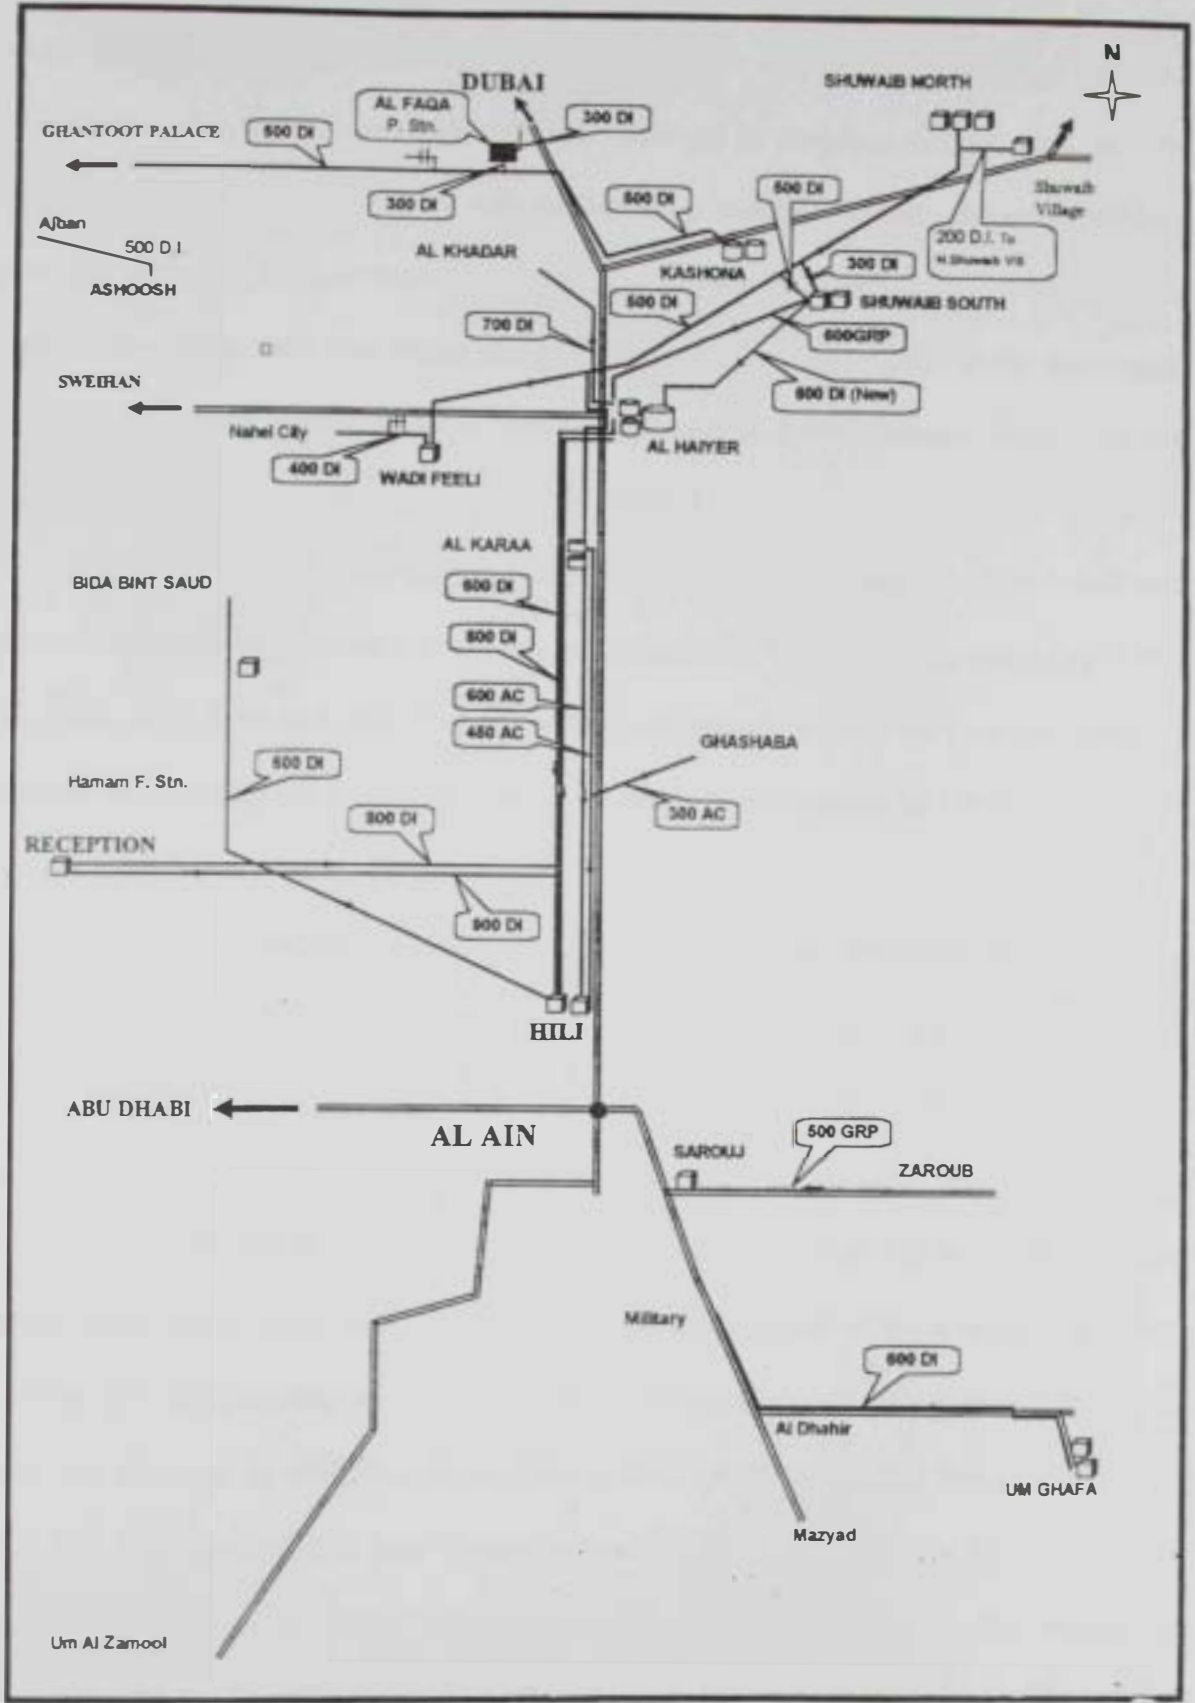 N
DUBAI
SHUWAIB NORTH
AL FAQA
P. Stn.
300 DI
GHANTOOT PALACE
500 DI
300 DI
500 DI
500 DI
Shuwaib
Village
Ajban
500 D.I.
ASHOOSH
AL KHADAR
KASHONA
200 D.I. To
N.Shuwaib Vill
300 DI
500 DI
SHUWAIB SOUTH
700 DI
600GRP
SWEIHAN
600 DI (New)
Nahel City
400 DI
WADI FEELI
AL HAIYER
AL KARAA
BIDA BINT SAUD
600 DI
800 DI
600 AC
450 AC
GHASHABA
600 DI
Hamam F. Stn.
300 AC
800 DI
RECEPTION
900 DI
HILI
ABU DHABI
AL AIN
500 GRP
SAROUJ
ZAROUB
Military
600 DI
Al Dhahir
UM GHAFA
Mazyad
Um Al Zamool